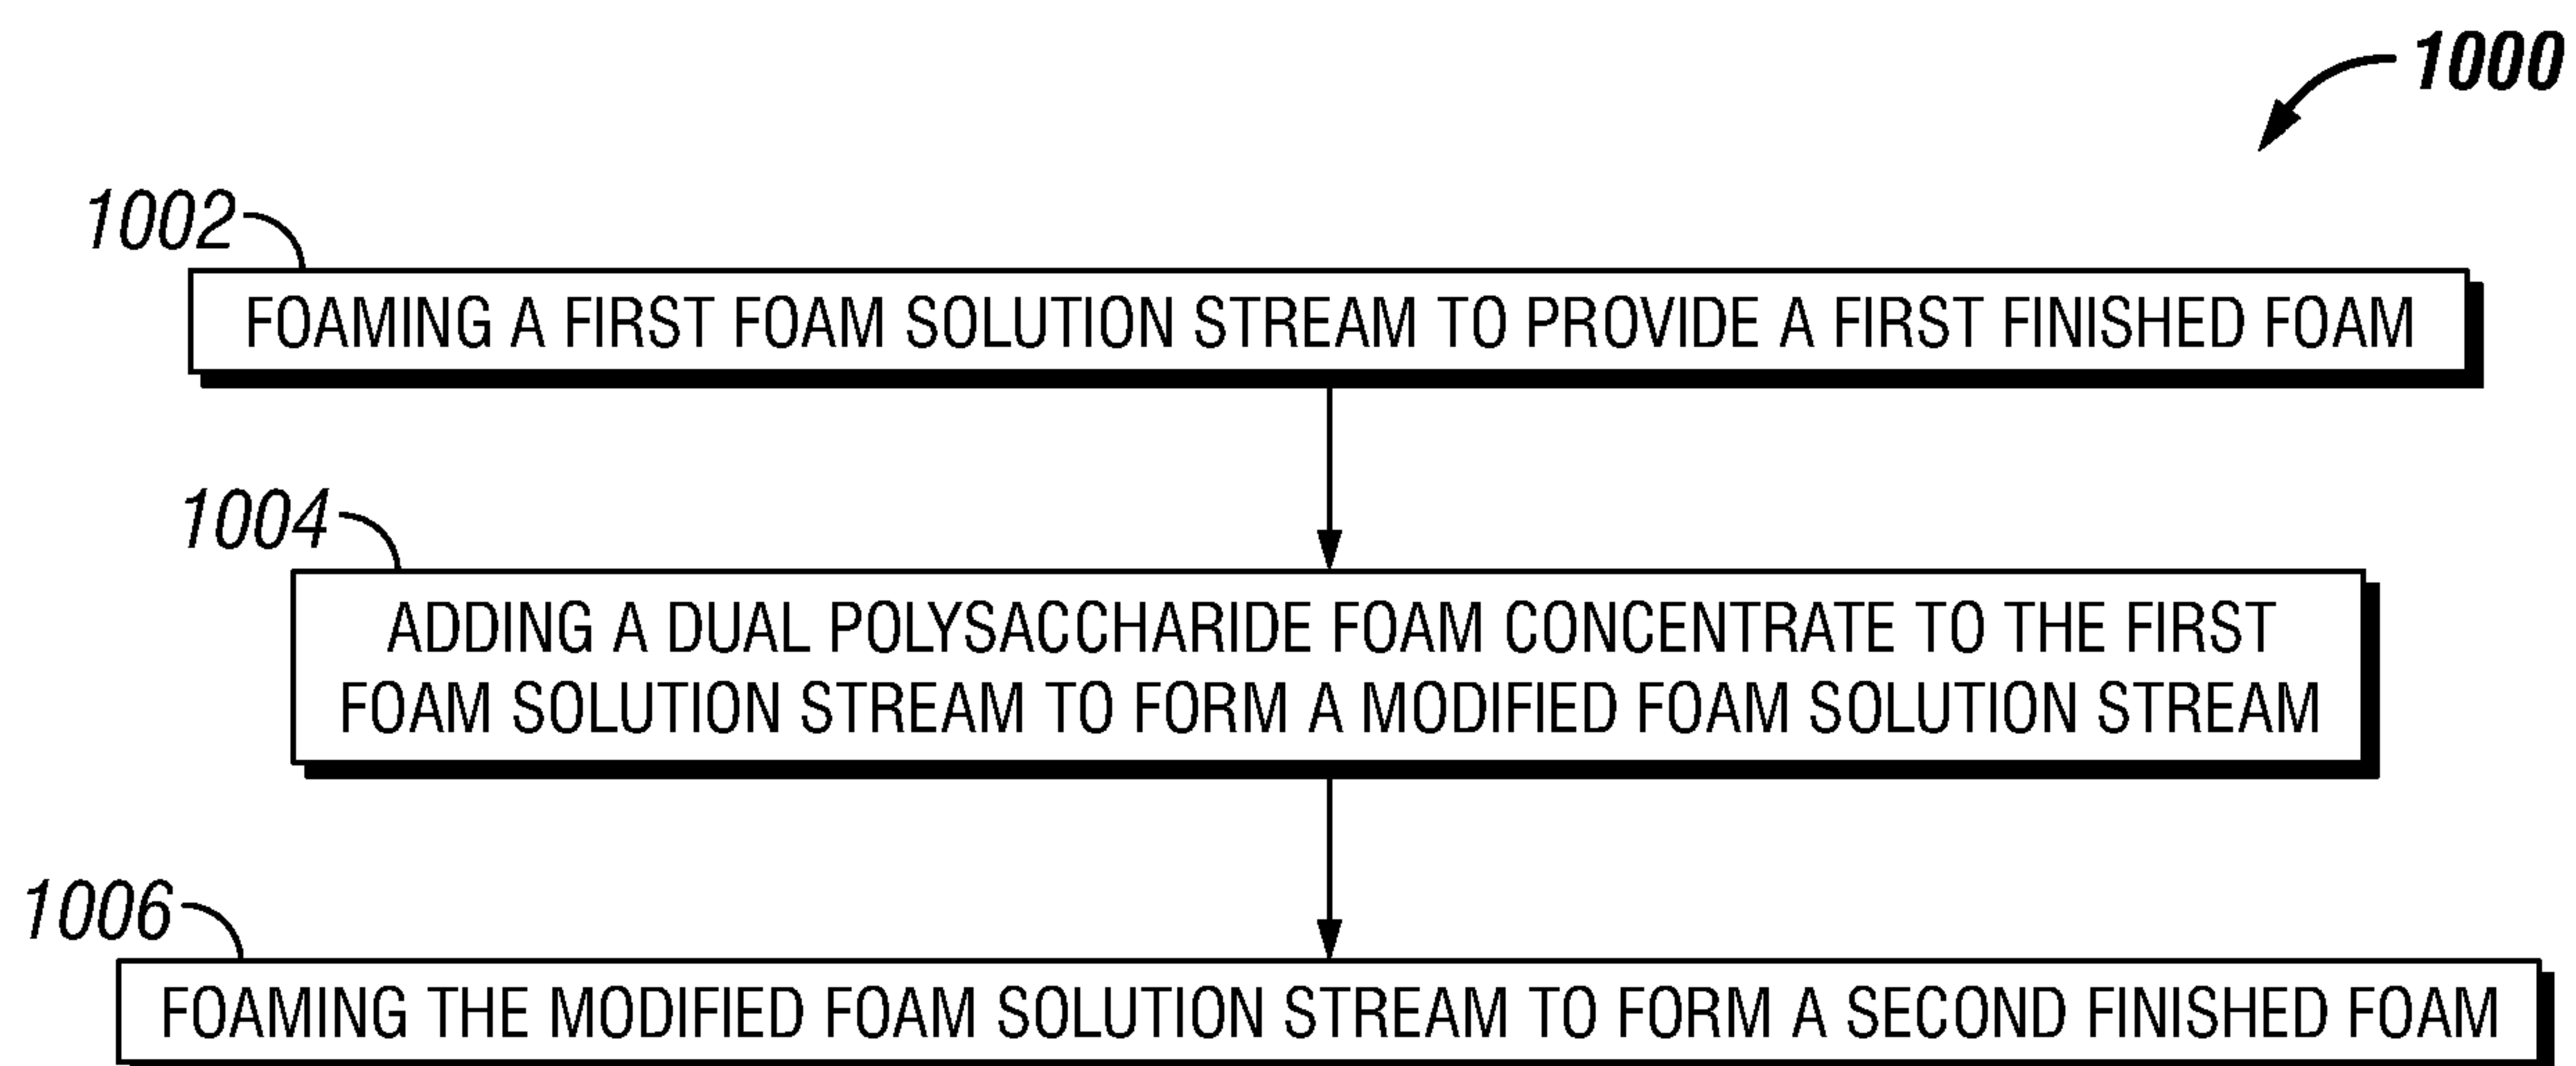 1000
1002
FOAMING A FIRST FOAM SOLUTION STREAM TO PROVIDE A FIRST FINISHED FOAM
1004
ADDING A DUAL POLYSACCHARIDE FOAM CONCENTRATE TO THE FIRST
FOAM SOLUTION STREAM TO FORM A MODIFIED FOAM SOLUTION STREAM
1006
FOAMING THE MODIFIED FOAM SOLUTION STREAM TO FORM A SECOND FINISHED FOAM